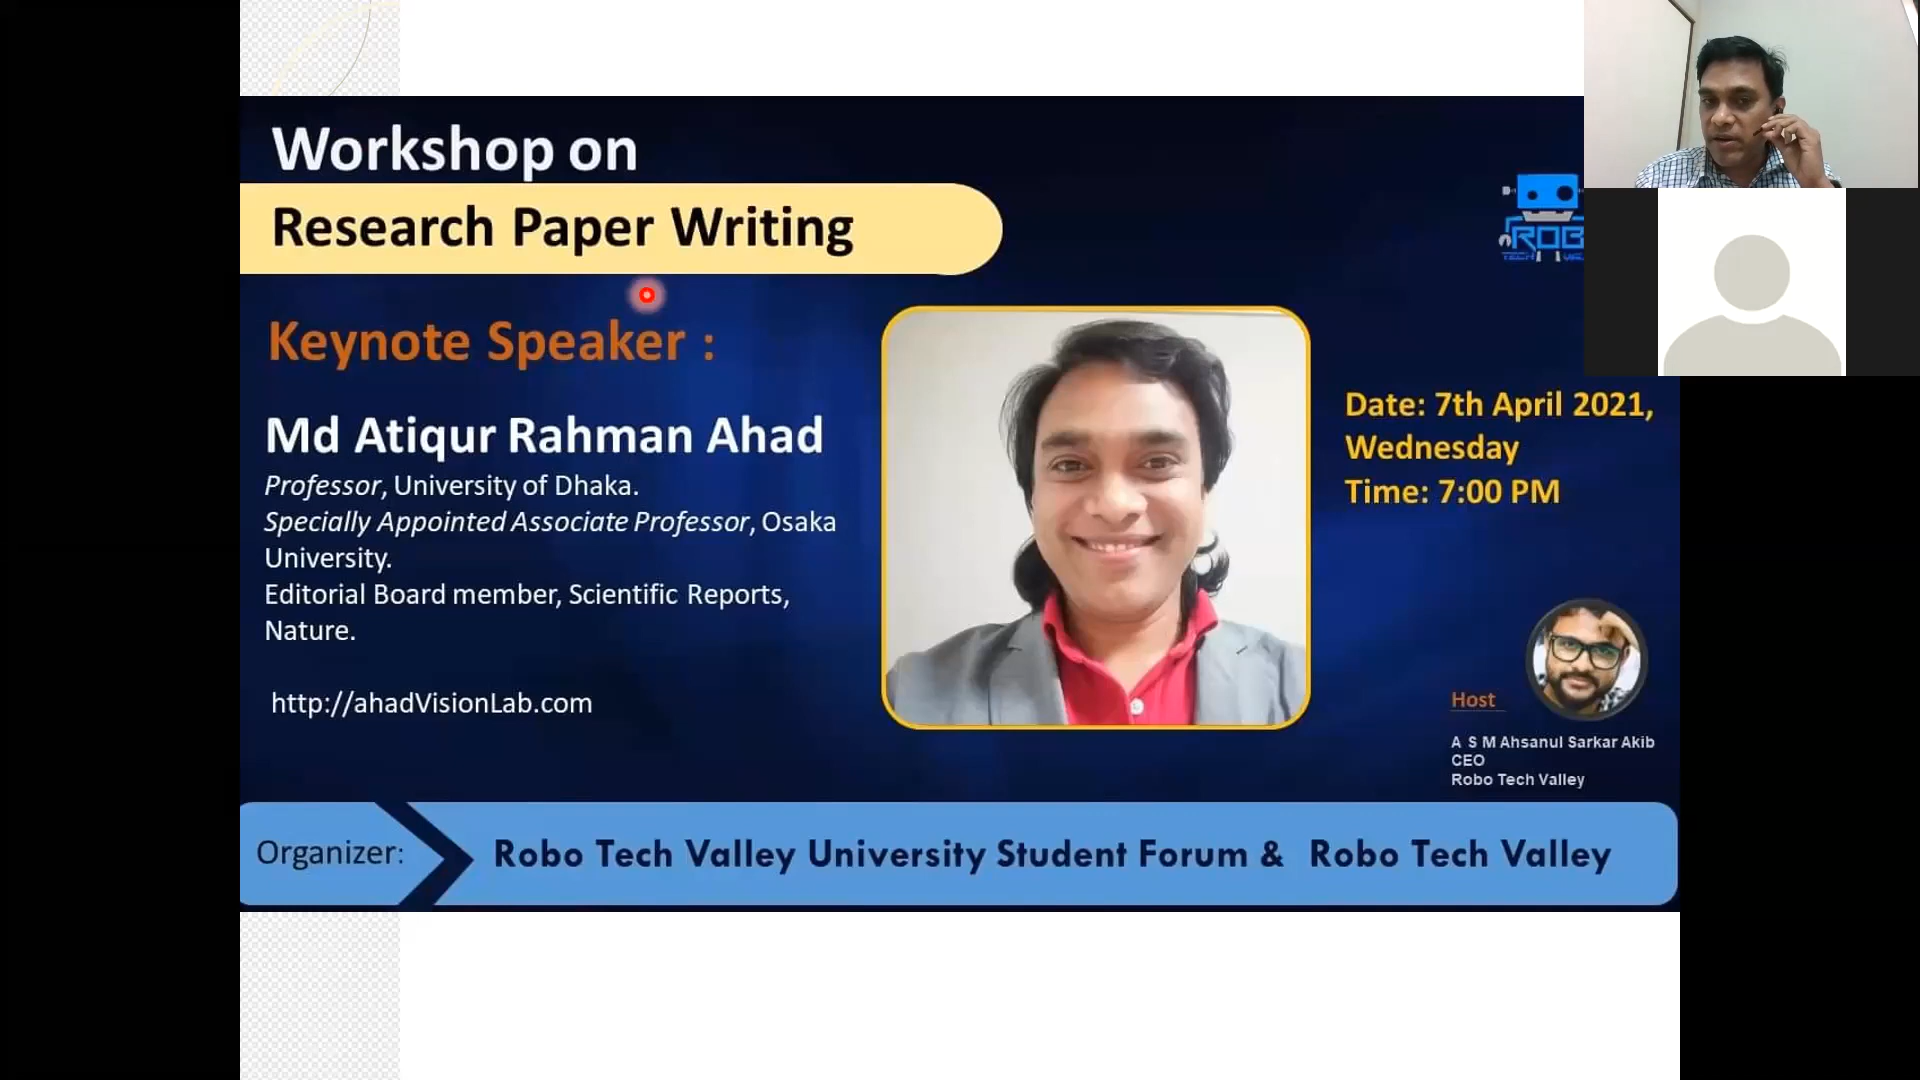 Workshop on
Research Paper Writing
Keynote Speaker :
Md Atiqur Rahman Ahad
Professor, University of Dhaka.
Specially Appointed Associate Professor, Osaka
University.
Editorial Board member, Scientific Reports,
Nature.
http://ahadVisionLab.com
Date: 7th April 2021,
Wednesday
Time: 7:00 PM
Host
A S M Ahsanul Sarkar Akib
CEO
Robo Tech Valley
Organizer:
Robo Tech Valley University Student Forum & Robo Tech Valley